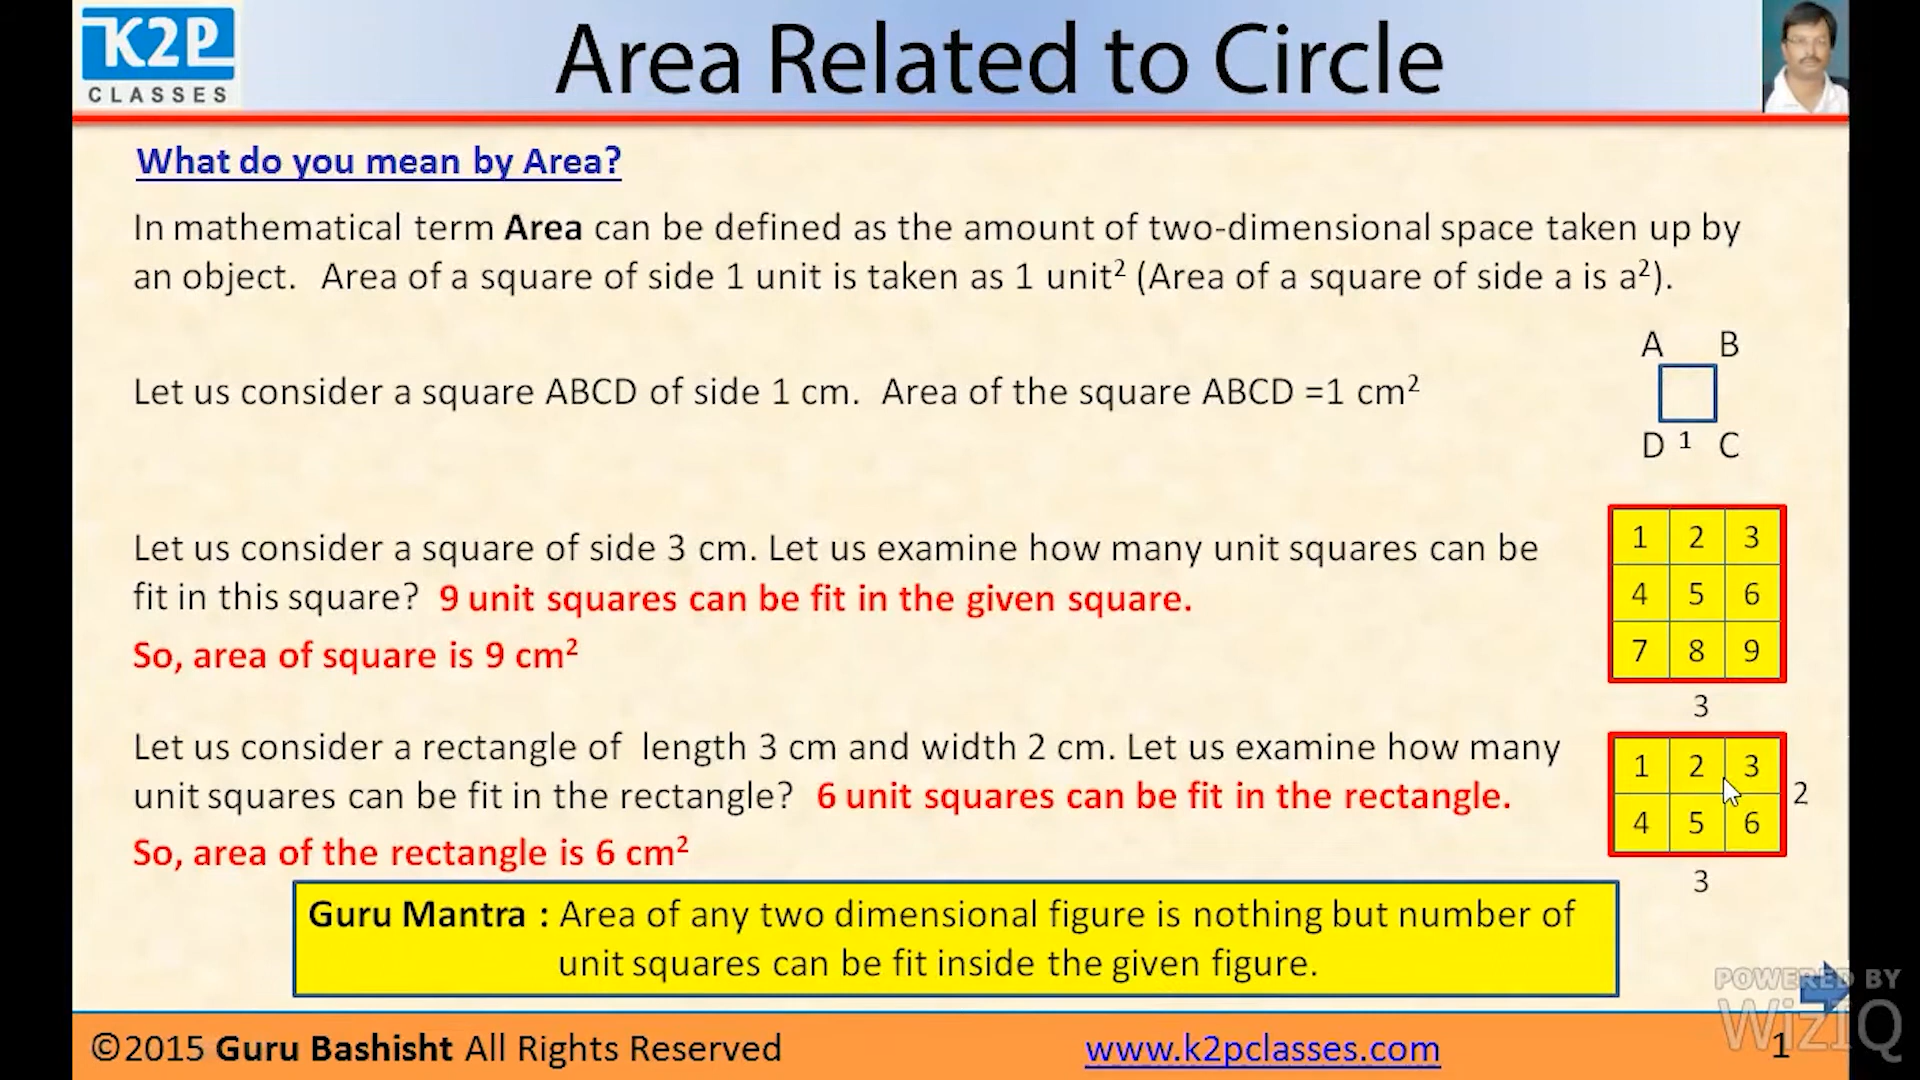 K2P
CLASSES
Area Related to Circle
What do you mean by Area?
In mathematical term Area can be defined as the amount of two-dimensional space taken up by
an object. Area of a square of side 1 unit is taken as 1 unit² (Area of a square of side a is a²).
A B
Let us consider a square ABCD of side 1 cm. Area of the square ABCD =1 cm²
D 1 C
Let us consider a square of side 3 cm. Let us examine how many unit squares can be
fit in this square? 9 unit squares can be fit in the given square.
So, area of square is 9 cm²
1 2 3
4 5 6
7 8 9
3
Let us consider a rectangle of length 3 cm and width 2 cm. Let us examine how many
unit squares can be fit in the rectangle? 6 unit squares can be fit in the rectangle.
So, area of the rectangle is 6 cm²
1 2 3
2
4 5 6
3
Guru Mantra : Area of any two dimensional figure is nothing but number of
unit squares can be fit inside the given figure.
POWERED BY
WizIQ
©2015 Guru Bashisht All Rights Reserved
www.k2pclasses.com
1